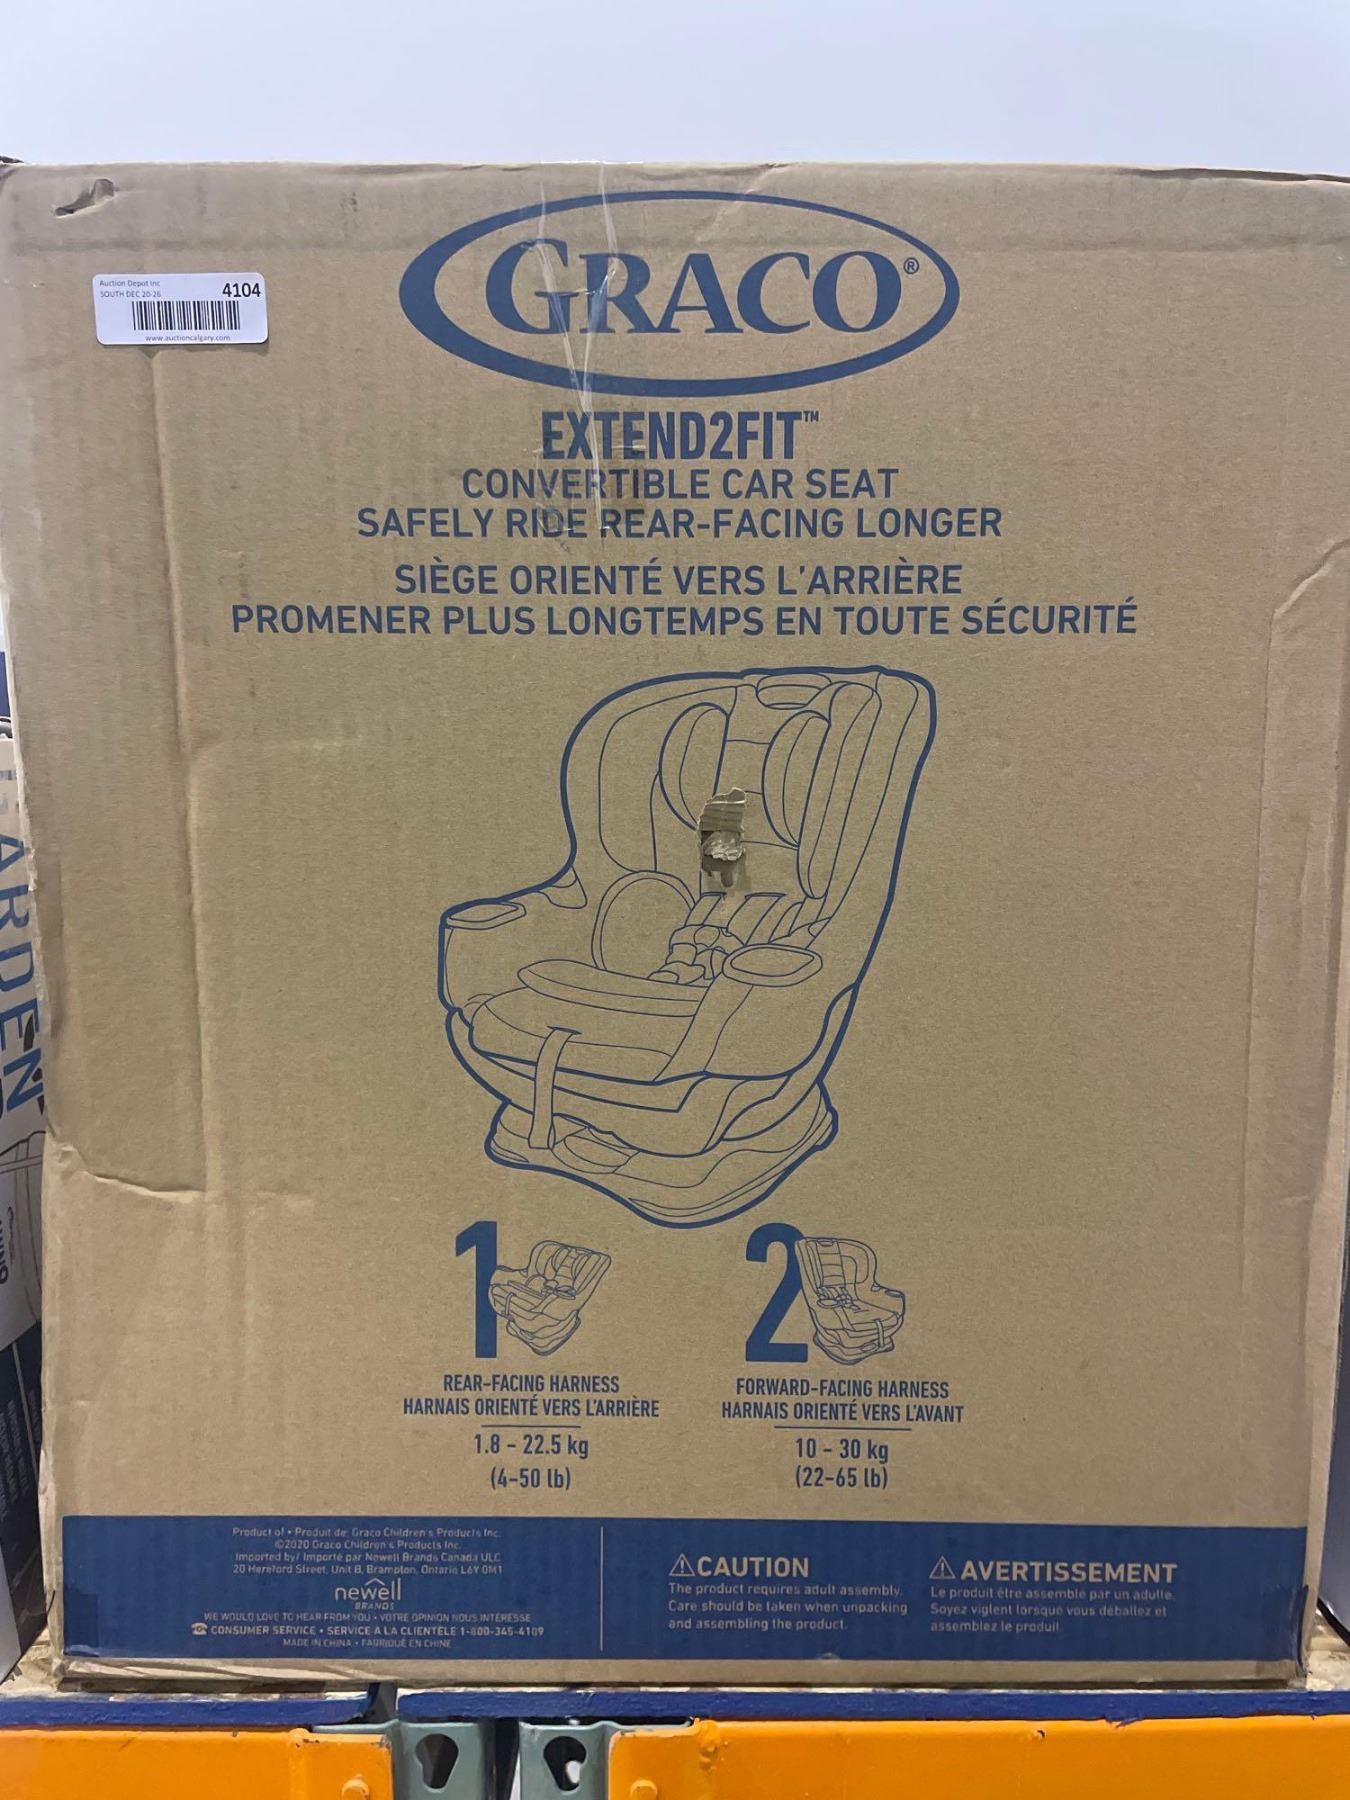 Auction Depot Inc
SOUTH DEC 20-26
4104
www.auctioncalgary.com
GRACO®
EXTEND2FIT™
CONVERTIBLE CAR SEAT
SAFELY RIDE REAR-FACING LONGER
SIÈGE ORIENTÉ VERS L'ARRIÈRE
PROMENER PLUS LONGTEMPS EN TOUTE SÉCURITÉ
ARDEN
1
REAR-FACING HARNESS
HARNAIS ORIENTÉ VERS L'ARRIÈRE
1.8 - 22.5 kg
(4-50 lb)
2
FORWARD-FACING HARNESS
HARNAIS ORIENTÉ VERS L'AVANT
10 - 30 kg
(22-65 lb)
Product of • Produit de: Graco Children's Products Inc.
©2020 Graco Children's Products Inc.
Imported by/ Importé par Newell Brands Canada ULC
20 Hereford Street, Unit B, Brampton, Ontario L6Y 0M1
newell
BRANDS
WE WOULD LOVE TO HEAR FROM YOU • VOTRE OPINION NOUS INTERESSE
CONSUMER SERVICE • SERVICE A LA CLIENTÈLE 1-800-345-4109
MADE IN CHINA • FABRIQUÉ EN CHINE
⚠CAUTION
The product requires adult assembly.
Care should be taken when unpacking
and assembling the product.
⚠AVERTISSEMENT
Le produit être assemblé par un adulte.
Soyez vigilent lorsque vous déballez et
assemblez le produit.